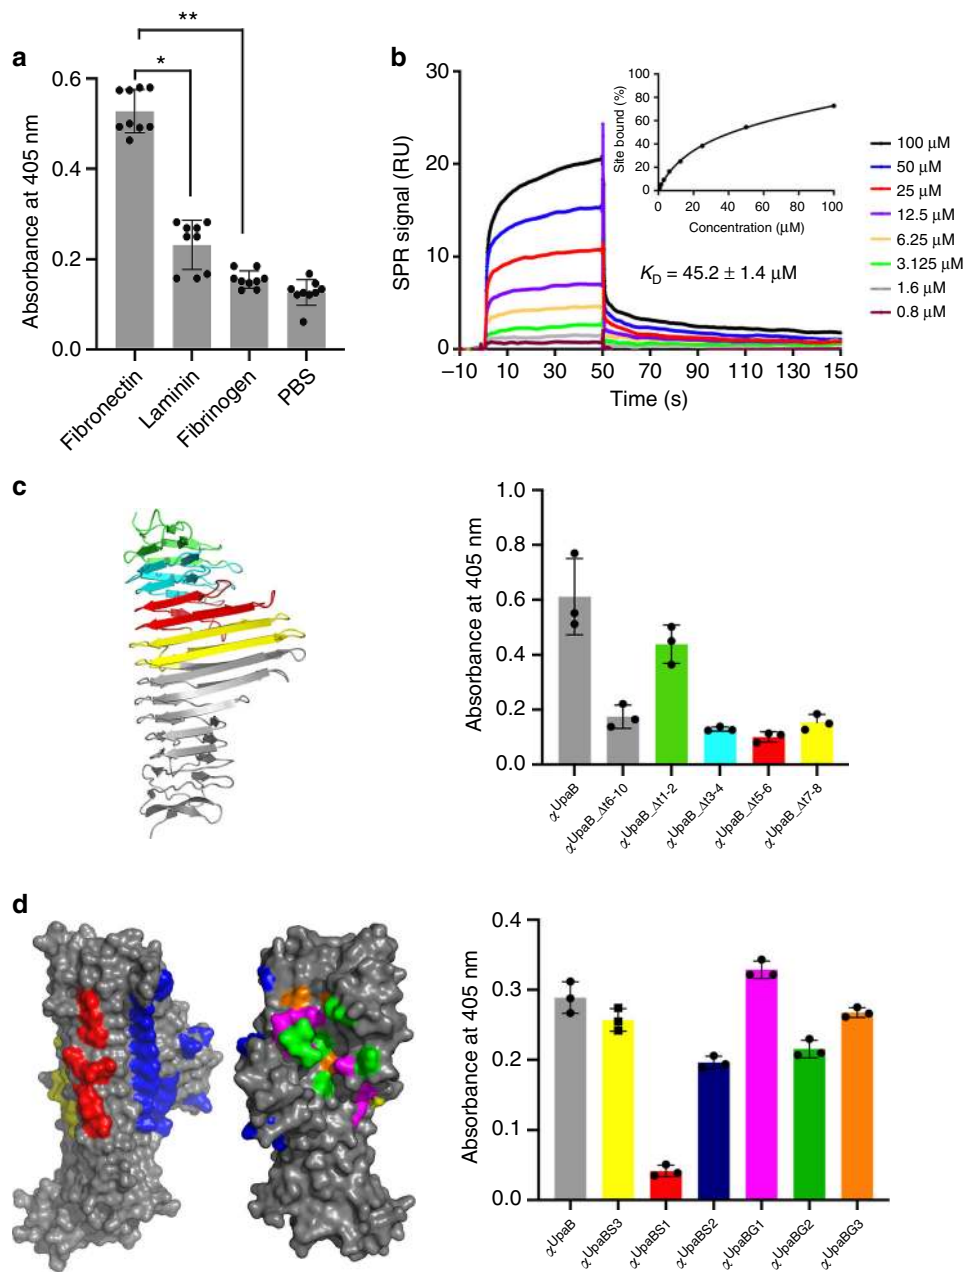 a
**
*
Absorbance at 405 nm
0.6
0.4
0.2
0.0
Fibronectin
Laminin
Fibrinogen
PBS
b
SPR signal (RU)
30
20
10
0
–10
10
30
50
70
90
110
130
150
Time (s)
Site bound (%)
100
80
60
40
20
0
0
20
40
60
80
100
Concentration (μM)
K_D = 45.2 ± 1.4 μM
100 μM
50 μM
25 μM
12.5 μM
6.25 μM
3.125 μM
1.6 μM
0.8 μM
c
Absorbance at 405 nm
1.0
0.8
0.6
0.4
0.2
0.0
αUpaB
αUpaB_Δt6-10
αUpaB_Δt1-2
αUpaB_Δt3-4
αUpaB_Δt5-6
αUpaB_Δt7-8
d
Absorbance at 405 nm
0.4
0.3
0.2
0.1
0.0
αUpaB
αUpaBS3
αUpaBS1
αUpaBS2
αUpaBG1
αUpaBG2
αUpaBG3